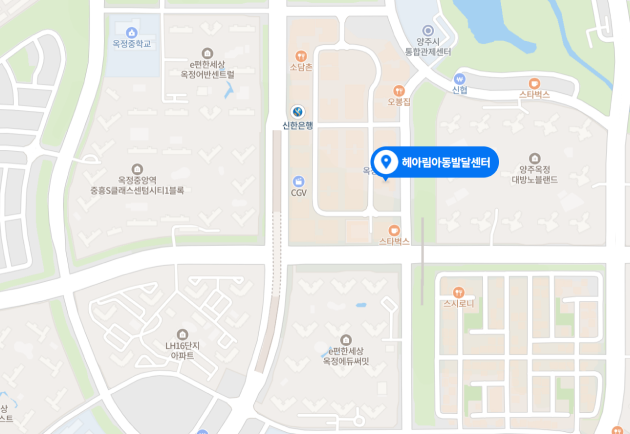 옥정중학교
e편한세상
옥정어반센트럴
소담촌
양주시
통합관제센터
오봉집
신협
스타벅스
신한은행
헤아림아동발달센터
옥정중앙역
중흥S클래스센텀시티1블록
CGV
양주옥정
대방노블랜드
스타벅스
스시로디
LH16단지
아파트
e편한세상
옥정에듀써밋
상
스트